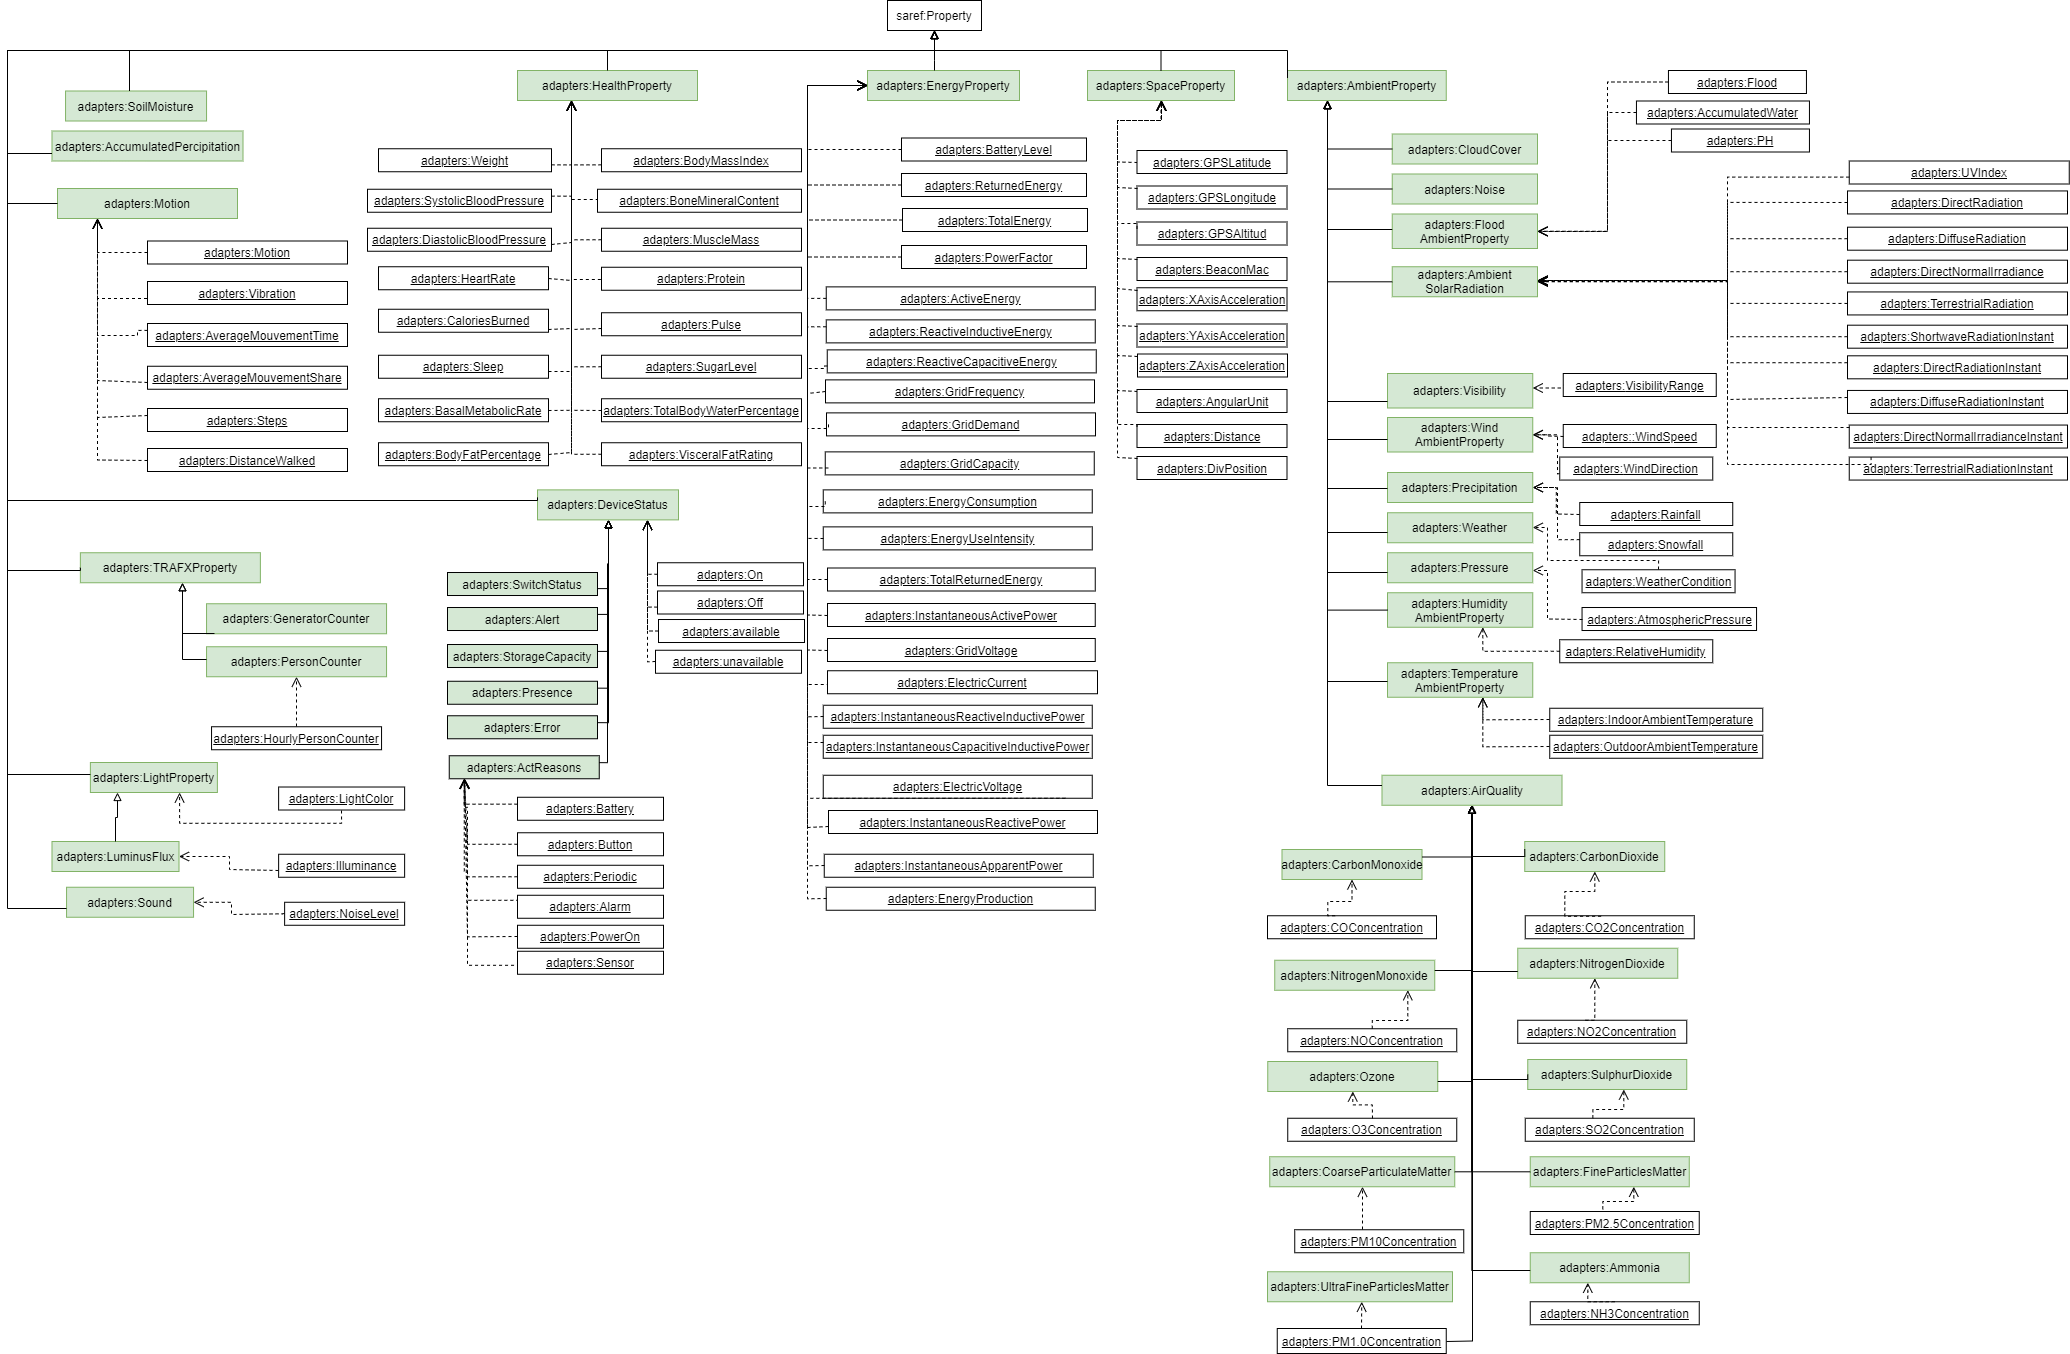 saref:Property
adapters:SoilMoisture
adapters:AccumulatedPercipitation
adapters:Motion
adapters:Motion
adapters:Vibration
adapters:AverageMouvementTime
adapters:AverageMouvementShare
adapters:Steps
adapters:DistanceWalked
adapters:HealthProperty
adapters:Weight
adapters:BodyMassIndex
adapters:SystolicBloodPressure
adapters:BoneMineralContent
adapters:DiastolicBloodPressure
adapters:MuscleMass
adapters:HeartRate
adapters:Protein
adapters:CaloriesBurned
adapters:Pulse
adapters:Sleep
adapters:SugarLevel
adapters:BasalMetabolicRate
adapters:TotalBodyWaterPercentage
adapters:BodyFatPercentage
adapters:VisceralFatRating
adapters:DeviceStatus
adapters:SwitchStatus
adapters:Alert
adapters:StorageCapacity
adapters:Presence
adapters:Error
adapters:ActReasons
adapters:On
adapters:Off
adapters:available
adapters:unavailable
adapters:Battery
adapters:Button
adapters:Periodic
adapters:Alarm
adapters:PowerOn
adapters:Sensor
adapters:TRAFXProperty
adapters:GeneratorCounter
adapters:PersonCounter
adapters:HourlyPersonCounter
adapters:LightProperty
adapters:LightColor
adapters:LuminusFlux
adapters:Illuminance
adapters:Sound
adapters:NoiseLevel
adapters:EnergyProperty
adapters:BatteryLevel
adapters:ReturnedEnergy
adapters:TotalEnergy
adapters:PowerFactor
adapters:ActiveEnergy
adapters:ReactiveInductiveEnergy
adapters:ReactiveCapacitiveEnergy
adapters:GridFrequency
adapters:GridDemand
adapters:GridCapacity
adapters:EnergyConsumption
adapters:EnergyUseIntensity
adapters:TotalReturnedEnergy
adapters:InstantaneousActivePower
adapters:GridVoltage
adapters:ElectricCurrent
adapters:InstantaneousReactiveInductivePower
adapters:InstantaneousCapacitiveInductivePower
adapters:ElectricVoltage
adapters:InstantaneousReactivePower
adapters:InstantaneousApparentPower
adapters:EnergyProduction
adapters:SpaceProperty
adapters:GPSLatitude
adapters:GPSLongitude
adapters:GPSAltitud
adapters:BeaconMac
adapters:XAxisAcceleration
adapters:YAxisAcceleration
adapters:ZAxisAcceleration
adapters:AngularUnit
adapters:Distance
adapters:DivPosition
adapters:AmbientProperty
adapters:CloudCover
adapters:Noise
adapters:Flood
AmbientProperty
adapters:Flood
adapters:AccumulatedWater
adapters:PH
adapters:Ambient
SolarRadiation
adapters:UVIndex
adapters:DirectRadiation
adapters:DiffuseRadiation
adapters:DirectNormalIrradiance
adapters:TerrestrialRadiation
adapters:ShortwaveRadiationInstant
adapters:DirectRadiationInstant
adapters:DiffuseRadiationInstant
adapters:DirectNormalIrradianceInstant
adapters:TerrestrialRadiationInstant
adapters:Visibility
adapters:VisibilityRange
adapters:Wind
AmbientProperty
adapters::WindSpeed
adapters:WindDirection
adapters:Precipitation
adapters:Rainfall
adapters:Snowfall
adapters:Weather
adapters:WeatherCondition
adapters:Pressure
adapters:AtmosphericPressure
adapters:Humidity
AmbientProperty
adapters:RelativeHumidity
adapters:Temperature
AmbientProperty
adapters:IndoorAmbientTemperature
adapters:OutdoorAmbientTemperature
adapters:AirQuality
adapters:CarbonMonoxide
adapters:CarbonDioxide
adapters:COConcentration
adapters:CO2Concentration
adapters:NitrogenMonoxide
adapters:NitrogenDioxide
adapters:NOConcentration
adapters:NO2Concentration
adapters:Ozone
adapters:SulphurDioxide
adapters:O3Concentration
adapters:SO2Concentration
adapters:CoarseParticulateMatter
adapters:FineParticlesMatter
adapters:PM10Concentration
adapters:PM2.5Concentration
adapters:UltraFineParticlesMatter
adapters:Ammonia
adapters:PM1.0Concentration
adapters:NH3Concentration